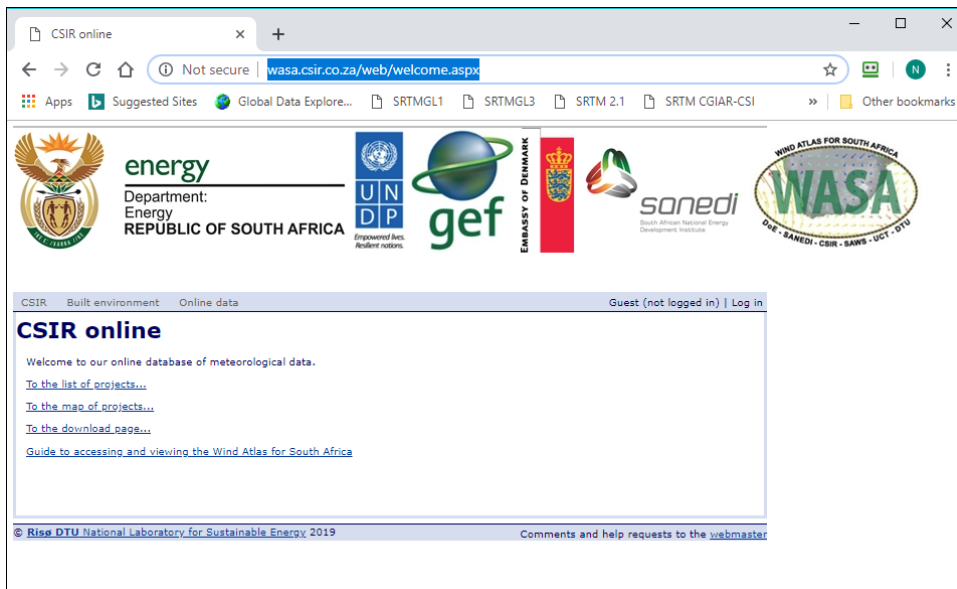 CSIR online
Not secure | wasa.csir.co.za/web/welcome.aspx
N
Apps Suggested Sites Global Data Explore... SRTMGL1 SRTMGL3 SRTM 2.1 SRTM CGIAR-CSI » Other bookmarks
energy
Department:
Energy
REPUBLIC OF SOUTH AFRICA
U N
D P
Empowered lives.
Resilient nations.
gef
EMBASSY OF DENMARK
sanedi
South African National Energy
Development Institute
WIND ATLAS FOR SOUTH AFRICA
WASA
DoE - SANEDI - CSIR - SAWS - UCT - DTU
CSIR Built environment Online data Guest (not logged in) | Log in
CSIR online
Welcome to our online database of meteorological data.
To the list of projects...
To the map of projects...
To the download page...
Guide to accessing and viewing the Wind Atlas for South Africa
© Risø DTU National Laboratory for Sustainable Energy 2019 Comments and help requests to the webmaster